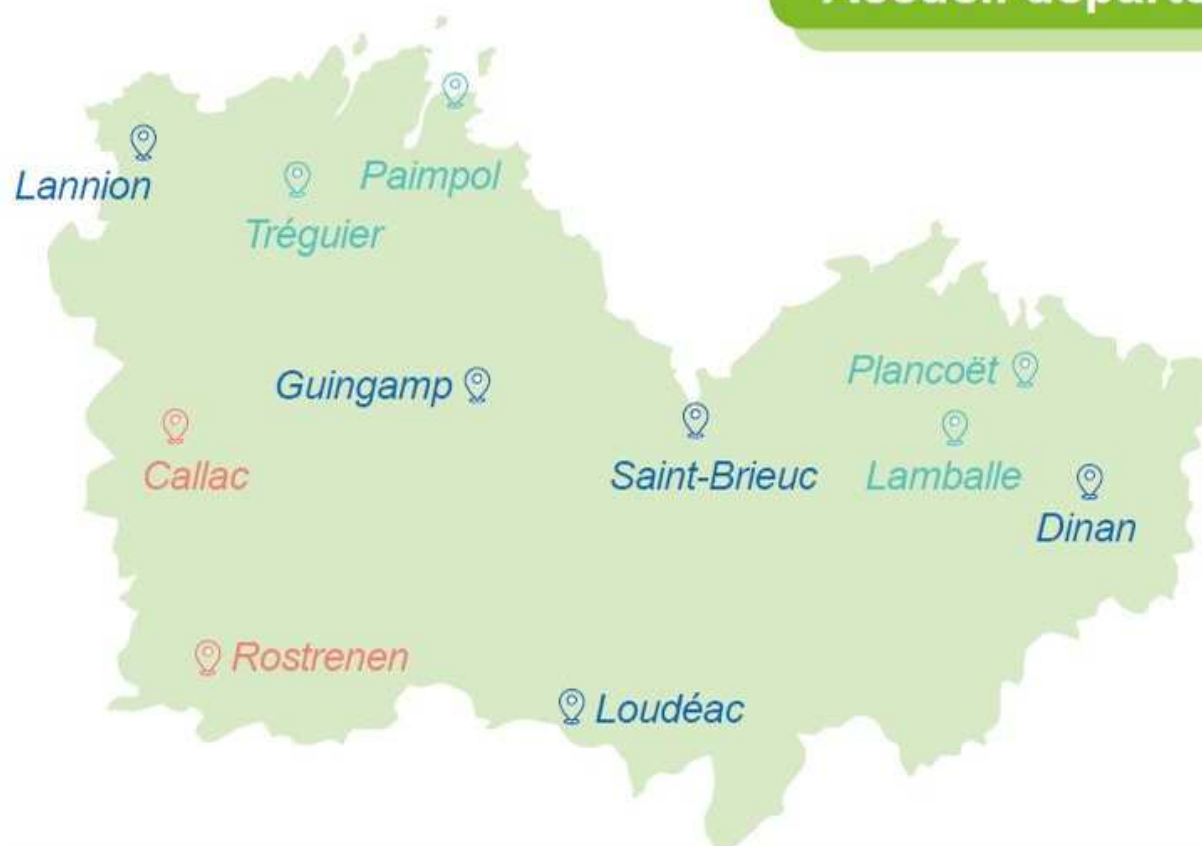 Lannion
Paimpol
Tréguier
Plancoët
Guingamp
Callac
Saint-Brieuc
Lamballe
Dinan
Rostrenen
Loudéac